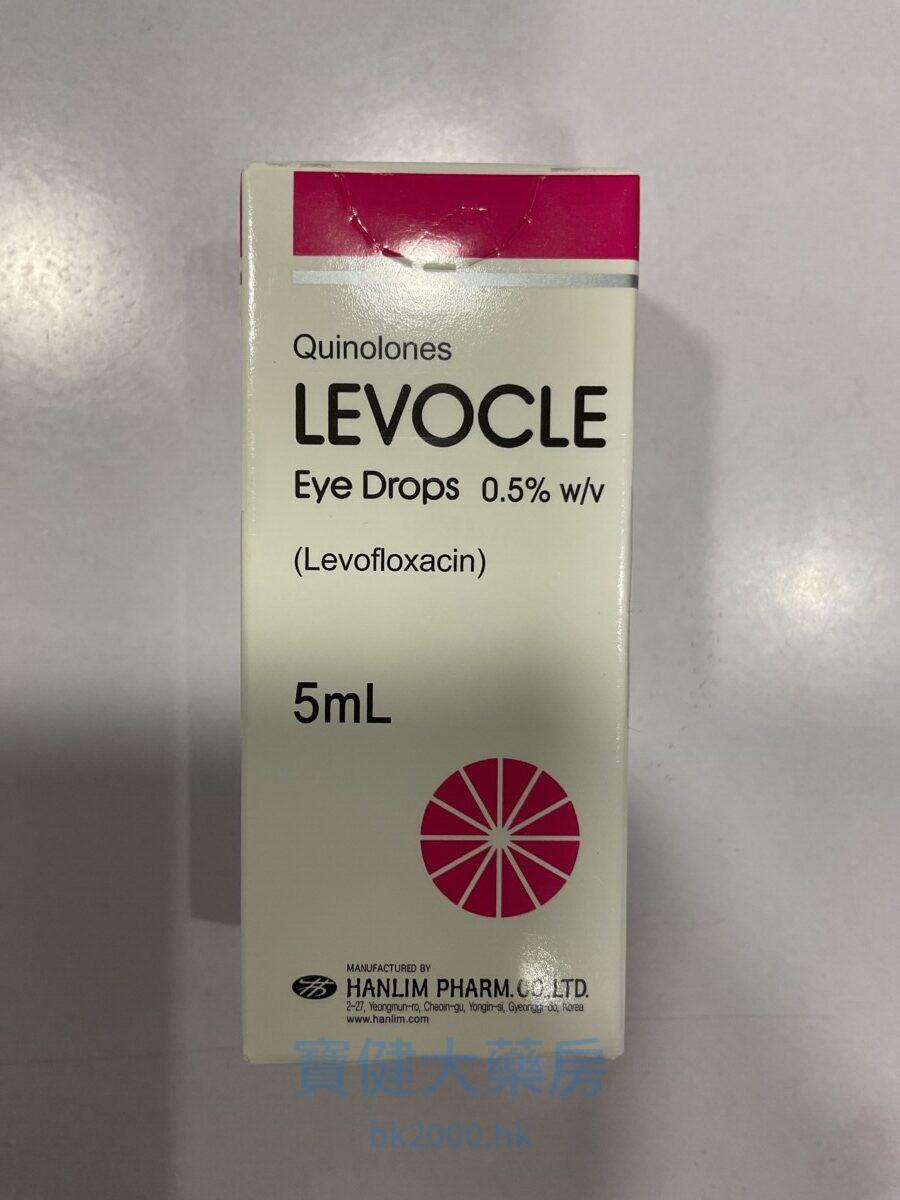 Quinolones
LEVOCLE
Eye Drops 0.5% w/v
(Levofloxacin)
5mL
MANUFACTURED BY
HANLIM PHARM.CO.,LTD.
2-27, Yeongmun-ro, Cheoin-gu, Yongin-si, Gyeonggi-do, Korea
www.hanlim.com
寶健大藥房
bk2000.hk